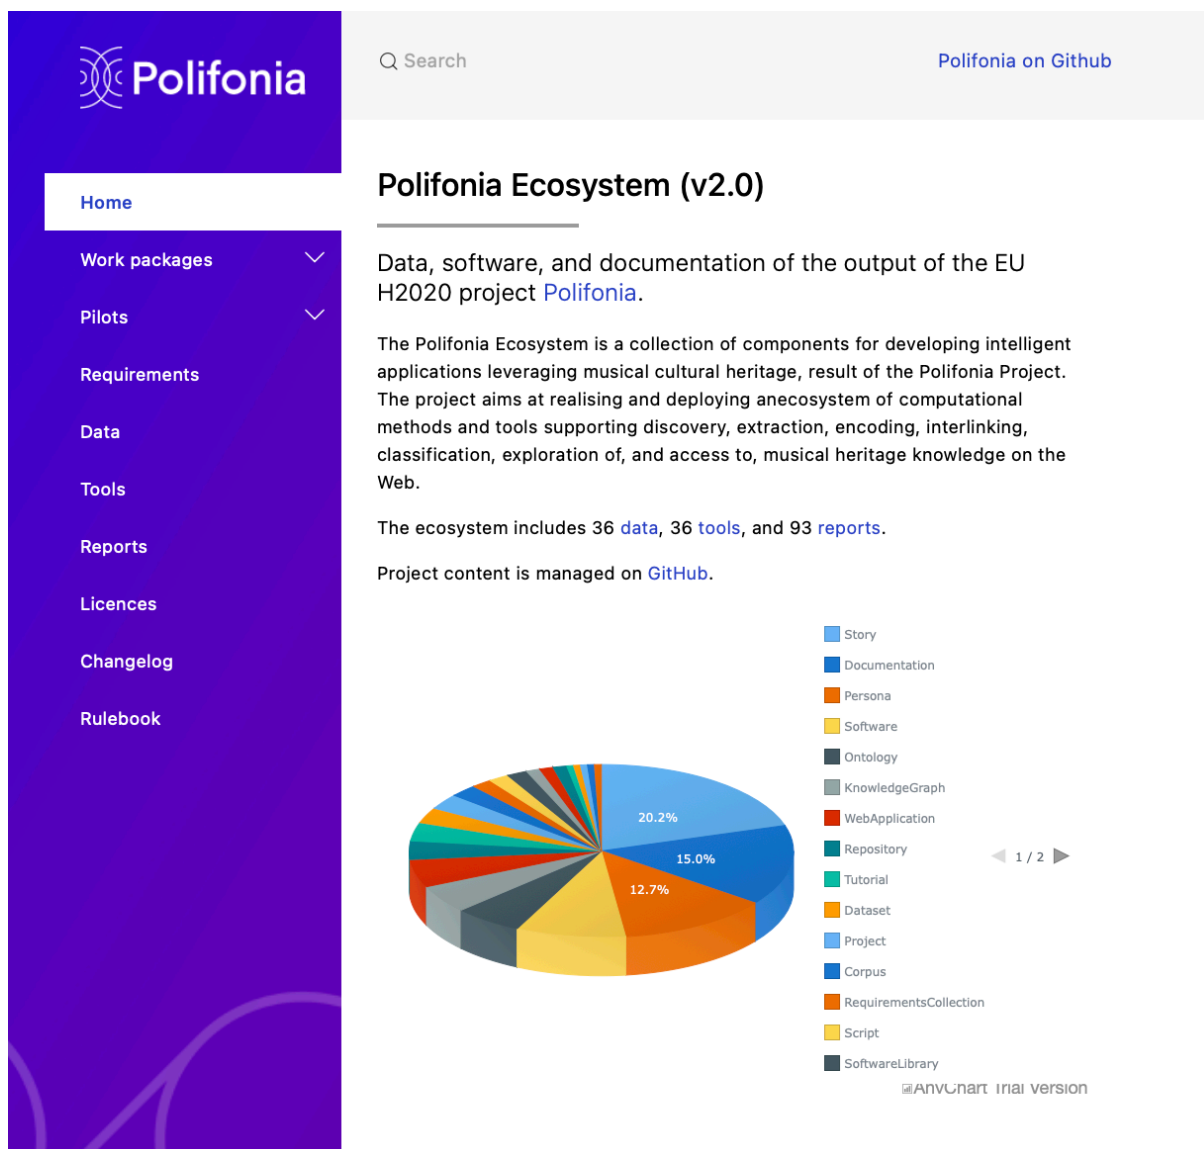 Polifonia
Search
Polifonia on Github
Home
Work packages
Pilots
Requirements
Data
Tools
Reports
Licences
Changelog
Rulebook
Polifonia Ecosystem (v2.0)
Data, software, and documentation of the output of the EU
H2020 project Polifonia.
The Polifonia Ecosystem is a collection of components for developing intelligent
applications leveraging musical cultural heritage, result of the Polifonia Project.
The project aims at realising and deploying anecosystem of computational
methods and tools supporting discovery, extraction, encoding, interlinking,
classification, exploration of, and access to, musical heritage knowledge on the
Web.
The ecosystem includes 36 data, 36 tools, and 93 reports.
Project content is managed on GitHub.
20.2%
15.0%
12.7%
Story
Documentation
Persona
Software
Ontology
KnowledgeGraph
WebApplication
Repository
Tutorial
Dataset
Project
Corpus
RequirementsCollection
Script
SoftwareLibrary
1 / 2
AnyChart Trial Version